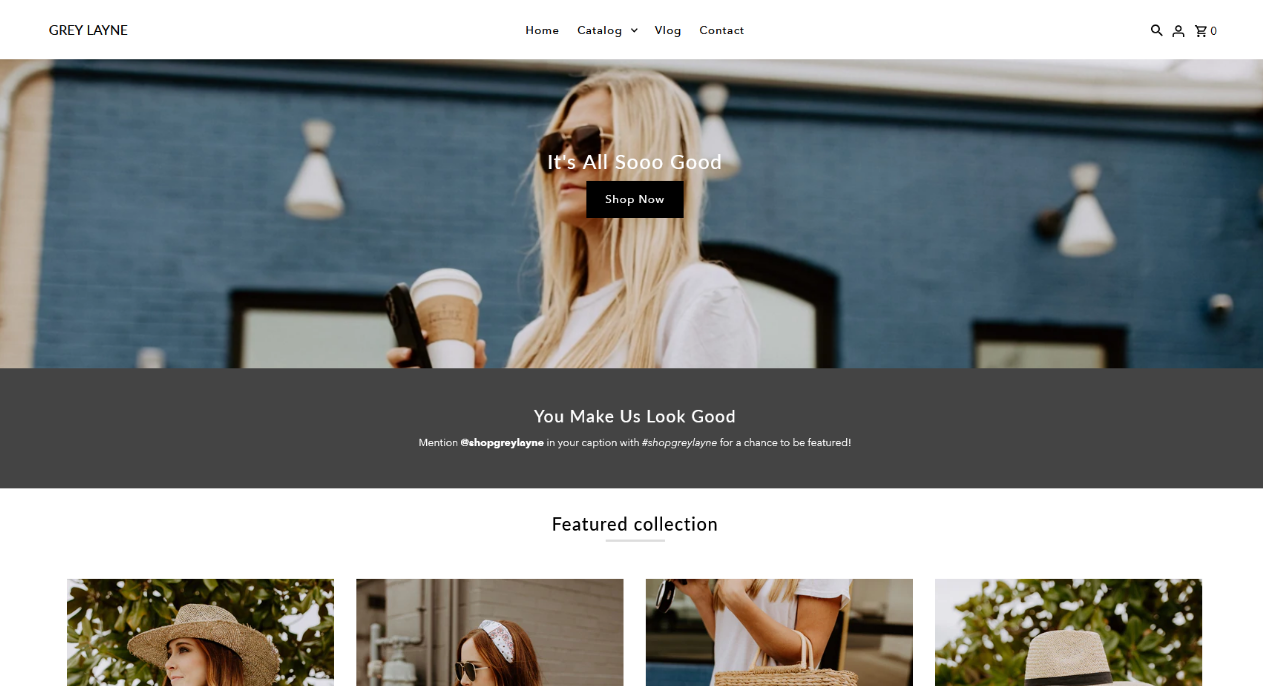 GREY LAYNE
Home Catalog Vlog Contact
0
It's All Sooo Good
Shop Now
You Make Us Look Good
Mention @shopgreylayne in your caption with #shopgreylayne for a chance to be featured!
Featured collection